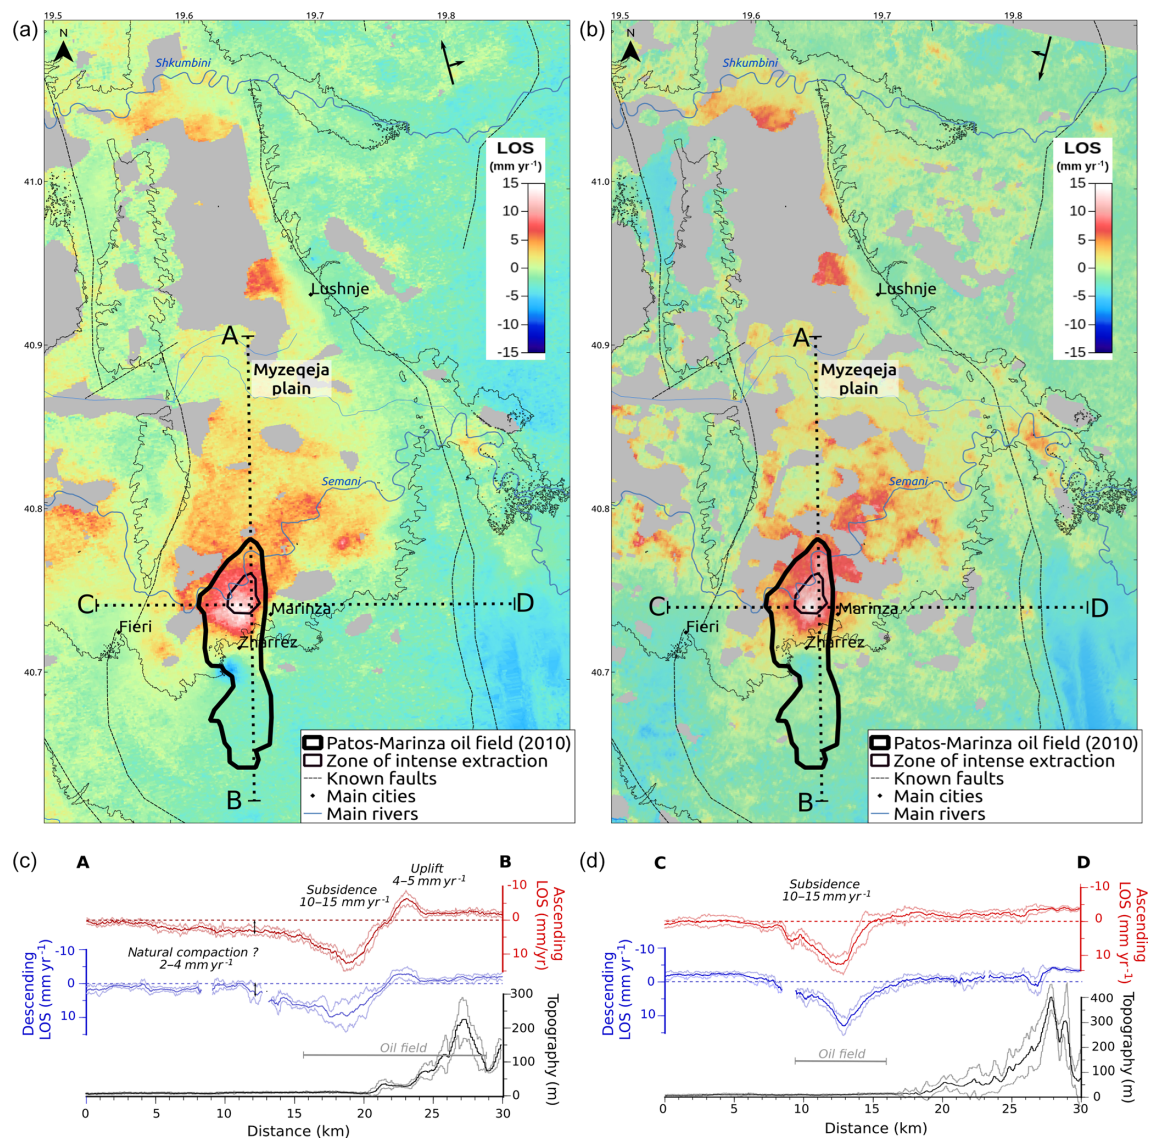 (a)
19.5
19.6
19.7
19.8
N
Shkumbini
LOS
(mm yr-1)
15
10
5
0
-5
-10
-15
41.0
40.9
40.8
40.7
Lushnje
A
Myzeqeja
plain
Semani
C
D
Marinza
Fieri
Zharrez
B
Patos-Marinza oil field (2010)
Zone of intense extraction
Known faults
Main cities
Main rivers
(b)
19.5
19.6
19.7
19.8
N
Shkumbini
LOS
(mm yr-1)
15
10
5
0
-5
-10
-15
41.0
40.9
40.8
40.7
Lushnje
A
Myzeqeja
plain
Semani
C
D
Marinza
Fieri
Zharrez
B
Patos-Marinza oil field (2010)
Zone of intense extraction
Known faults
Main cities
Main rivers
(c)
A
B
Uplift
4–5 mm yr-1
Subsidence
10–15 mm yr-1
Natural compaction ?
2–4 mm yr-1
-10
0
10
Ascending
LOS (mm/yr)
-10
0
10
Descending
LOS (mm yr-1)
300
200
100
0
Topography (m)
Oil field
0
5
10
15
20
25
30
Distance (km)
(d)
C
D
Subsidence
10–15 mm yr-1
-10
0
10
Ascending
LOS (mm yr-1)
-10
0
10
Descending
LOS (mm yr-1)
400
300
200
100
0
Topography (m)
Oil field
0
5
10
15
20
25
30
Distance (km)